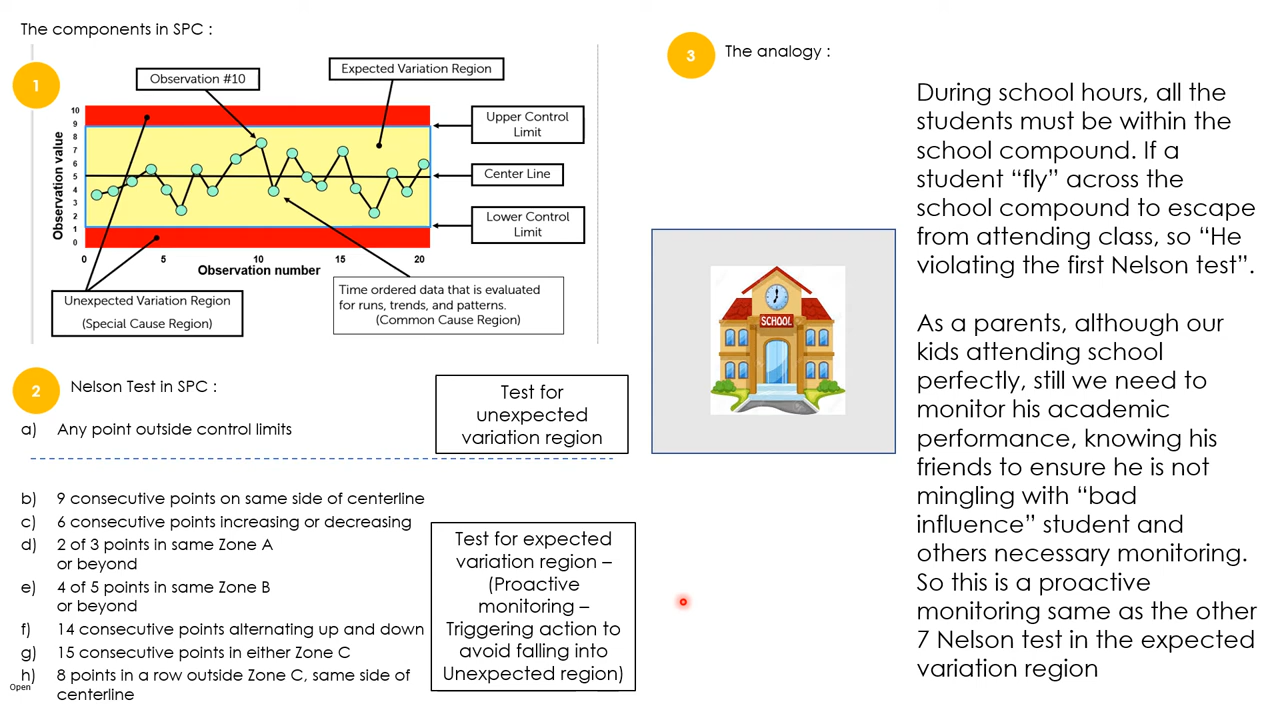 The components in SPC :
1
Observation #10
Expected Variation Region
10
9
8
7
6
5
4
3
2
1
0
Observation value
Upper Control
Limit
Center Line
Lower Control
Limit
0
5
10
15
20
Observation number
Unexpected Variation Region
(Special Cause Region)
Time ordered data that is evaluated
for runs, trends, and patterns.
(Common Cause Region)
2
Nelson Test in SPC :
a) Any point outside control limits
Test for
unexpected
variation region
b) 9 consecutive points on same side of centerline
c) 6 consecutive points increasing or decreasing
d) 2 of 3 points in same Zone A
or beyond
e) 4 of 5 points in same Zone B
or beyond
f) 14 consecutive points alternating up and down
g) 15 consecutive points in either Zone C
h) 8 points in a row outside Zone C, same side of
centerline
Open
Test for expected
variation region –
(Proactive
monitoring –
Triggering action to
avoid falling into
Unexpected region)
3
The analogy :
SCHOOL
During school hours, all the
students must be within the
school compound. If a
student “fly” across the
school compound to escape
from attending class, so “He
violating the first Nelson test”.
As a parents, although our
kids attending school
perfectly, still we need to
monitor his academic
performance, knowing his
friends to ensure he is not
mingling with “bad
influence” student and
others necessary monitoring.
So this is a proactive
monitoring same as the other
7 Nelson test in the expected
variation region